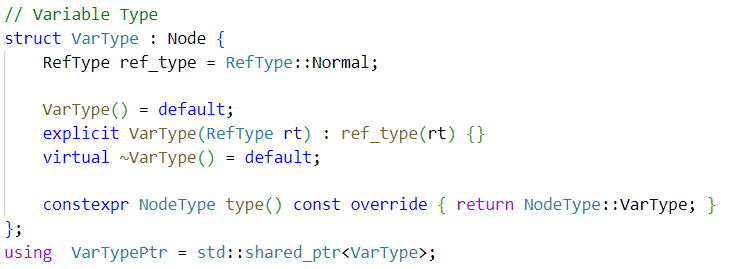 // Variable Type
struct VarType : Node {
    RefType ref_type = RefType::Normal;

    VarType() = default;
    explicit VarType(RefType rt) : ref_type(rt) {}
    virtual ~VarType() = default;

    constexpr NodeType type() const override { return NodeType::VarType; }
};
using  VarTypePtr = std::shared_ptr<VarType>;